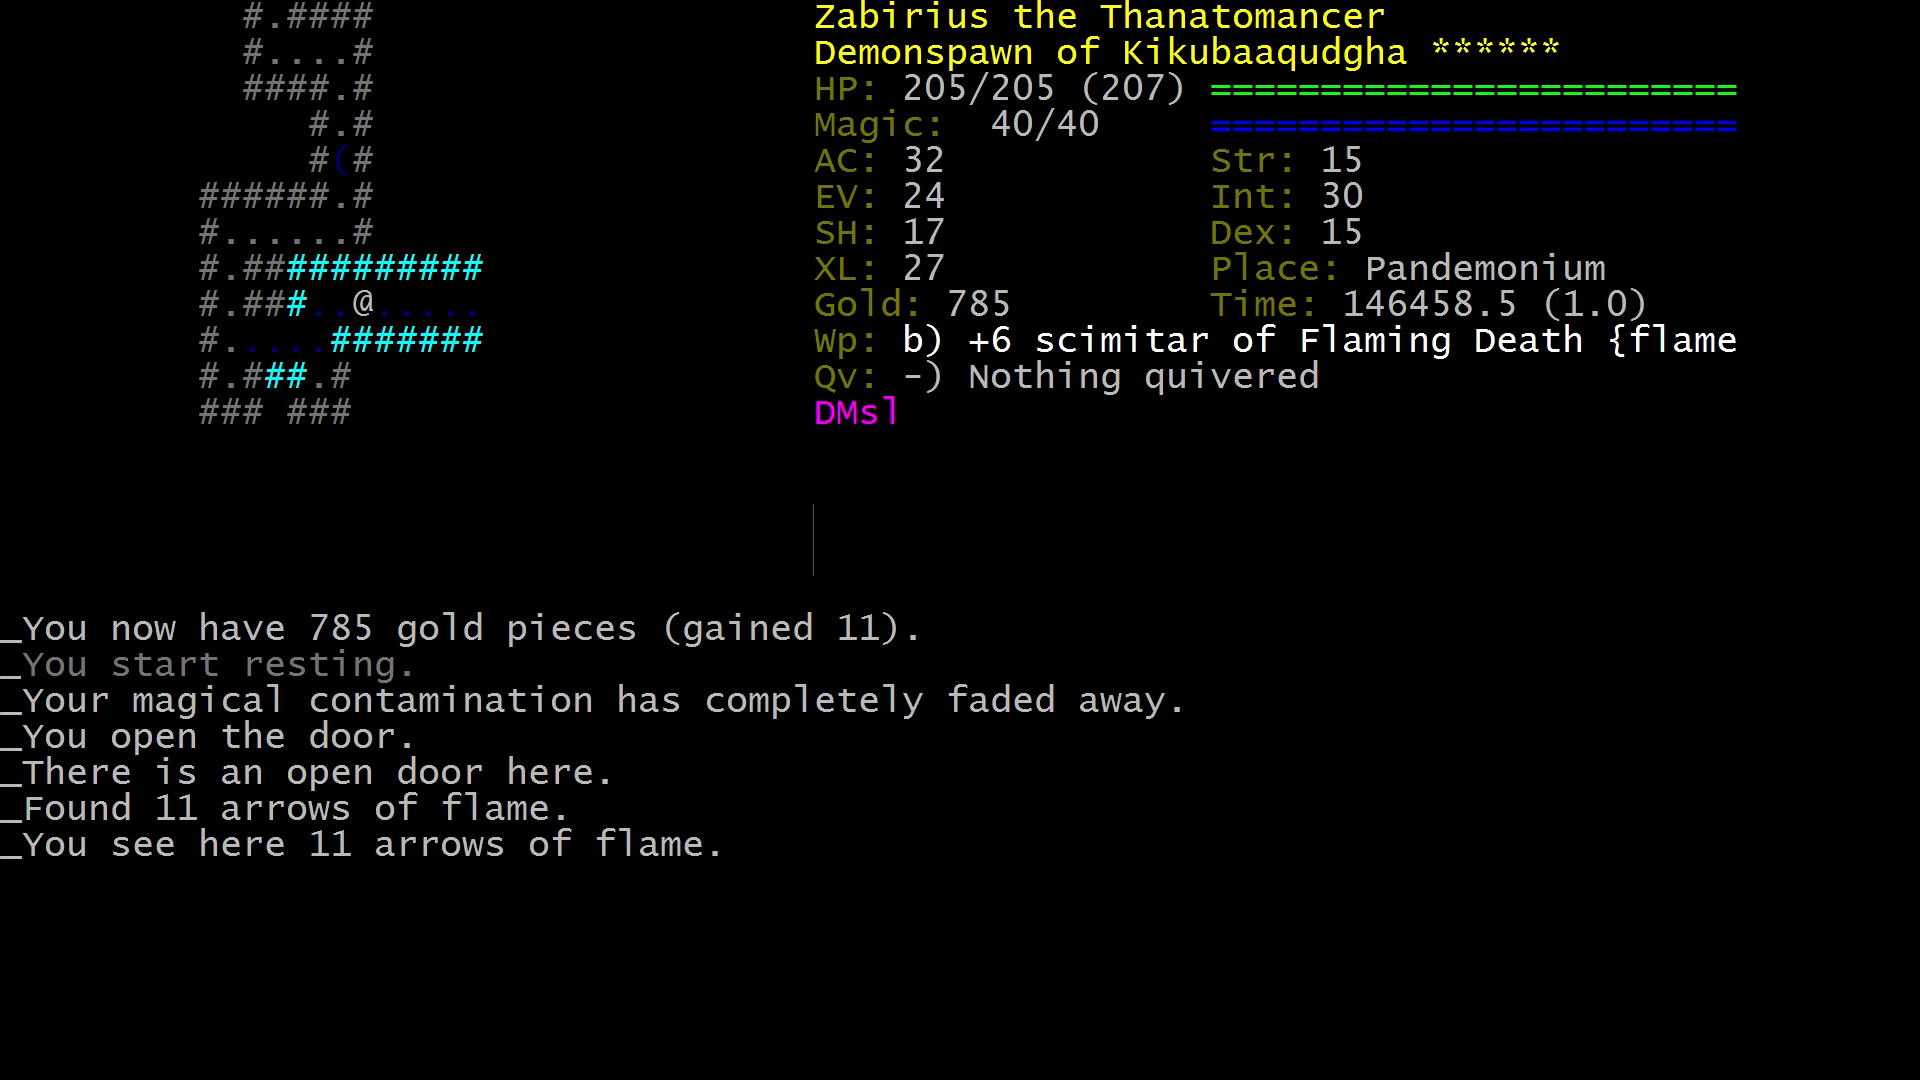 #.####
#....#
####.#
#.#
#(#
######.#
#......#
#.###########
#.###..@.....
#.....#######
#.####.#
### ###
Zabirius the Thanatomancer
Demonspawn of Kikubaaqudgha ******
HP: 205/205 (207) ========================
Magic: 40/40 ========================
AC: 32 Str: 15
EV: 24 Int: 30
SH: 17 Dex: 15
XL: 27 Place: Pandemonium
Gold: 785 Time: 146458.5 (1.0)
Wp: b) +6 scimitar of Flaming Death {flame
Qv: -) Nothing quivered
DMsl
_You now have 785 gold pieces (gained 11).
_You start resting.
_Your magical contamination has completely faded away.
_You open the door.
_There is an open door here.
_Found 11 arrows of flame.
_You see here 11 arrows of flame.